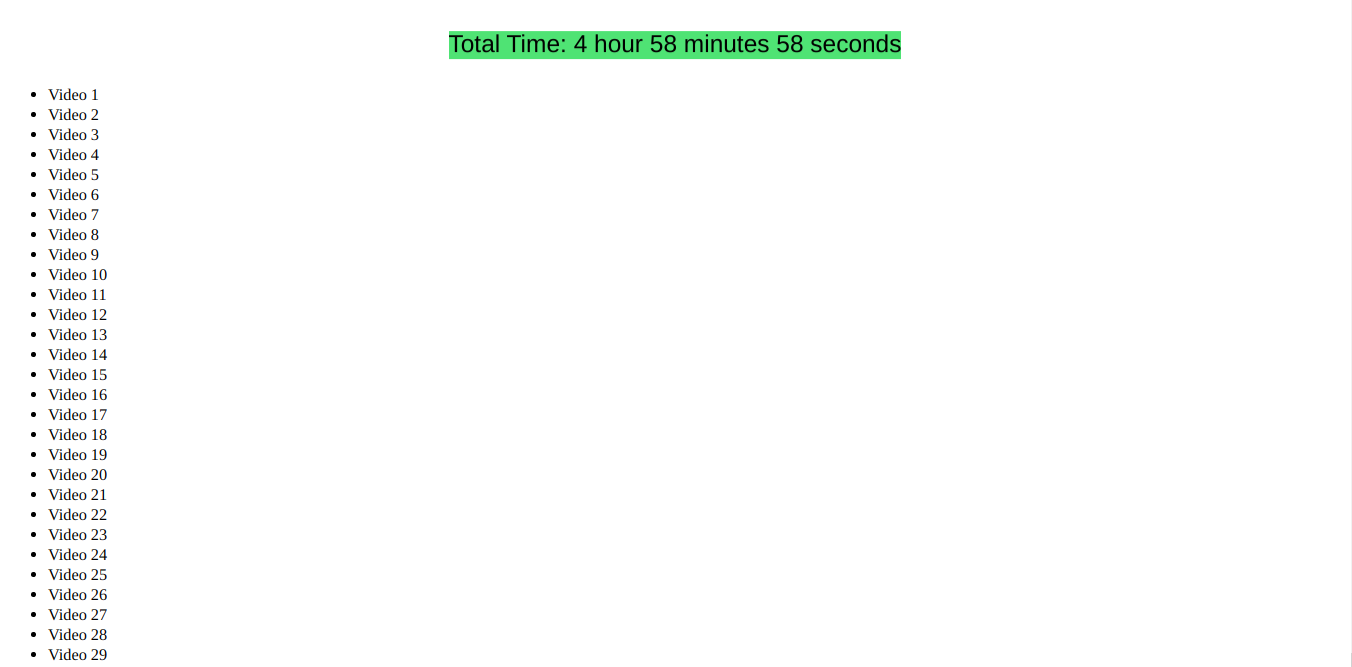 Total Time: 4 hour 58 minutes 58 seconds
Video 1
Video 2
Video 3
Video 4
Video 5
Video 6
Video 7
Video 8
Video 9
Video 10
Video 11
Video 12
Video 13
Video 14
Video 15
Video 16
Video 17
Video 18
Video 19
Video 20
Video 21
Video 22
Video 23
Video 24
Video 25
Video 26
Video 27
Video 28
Video 29